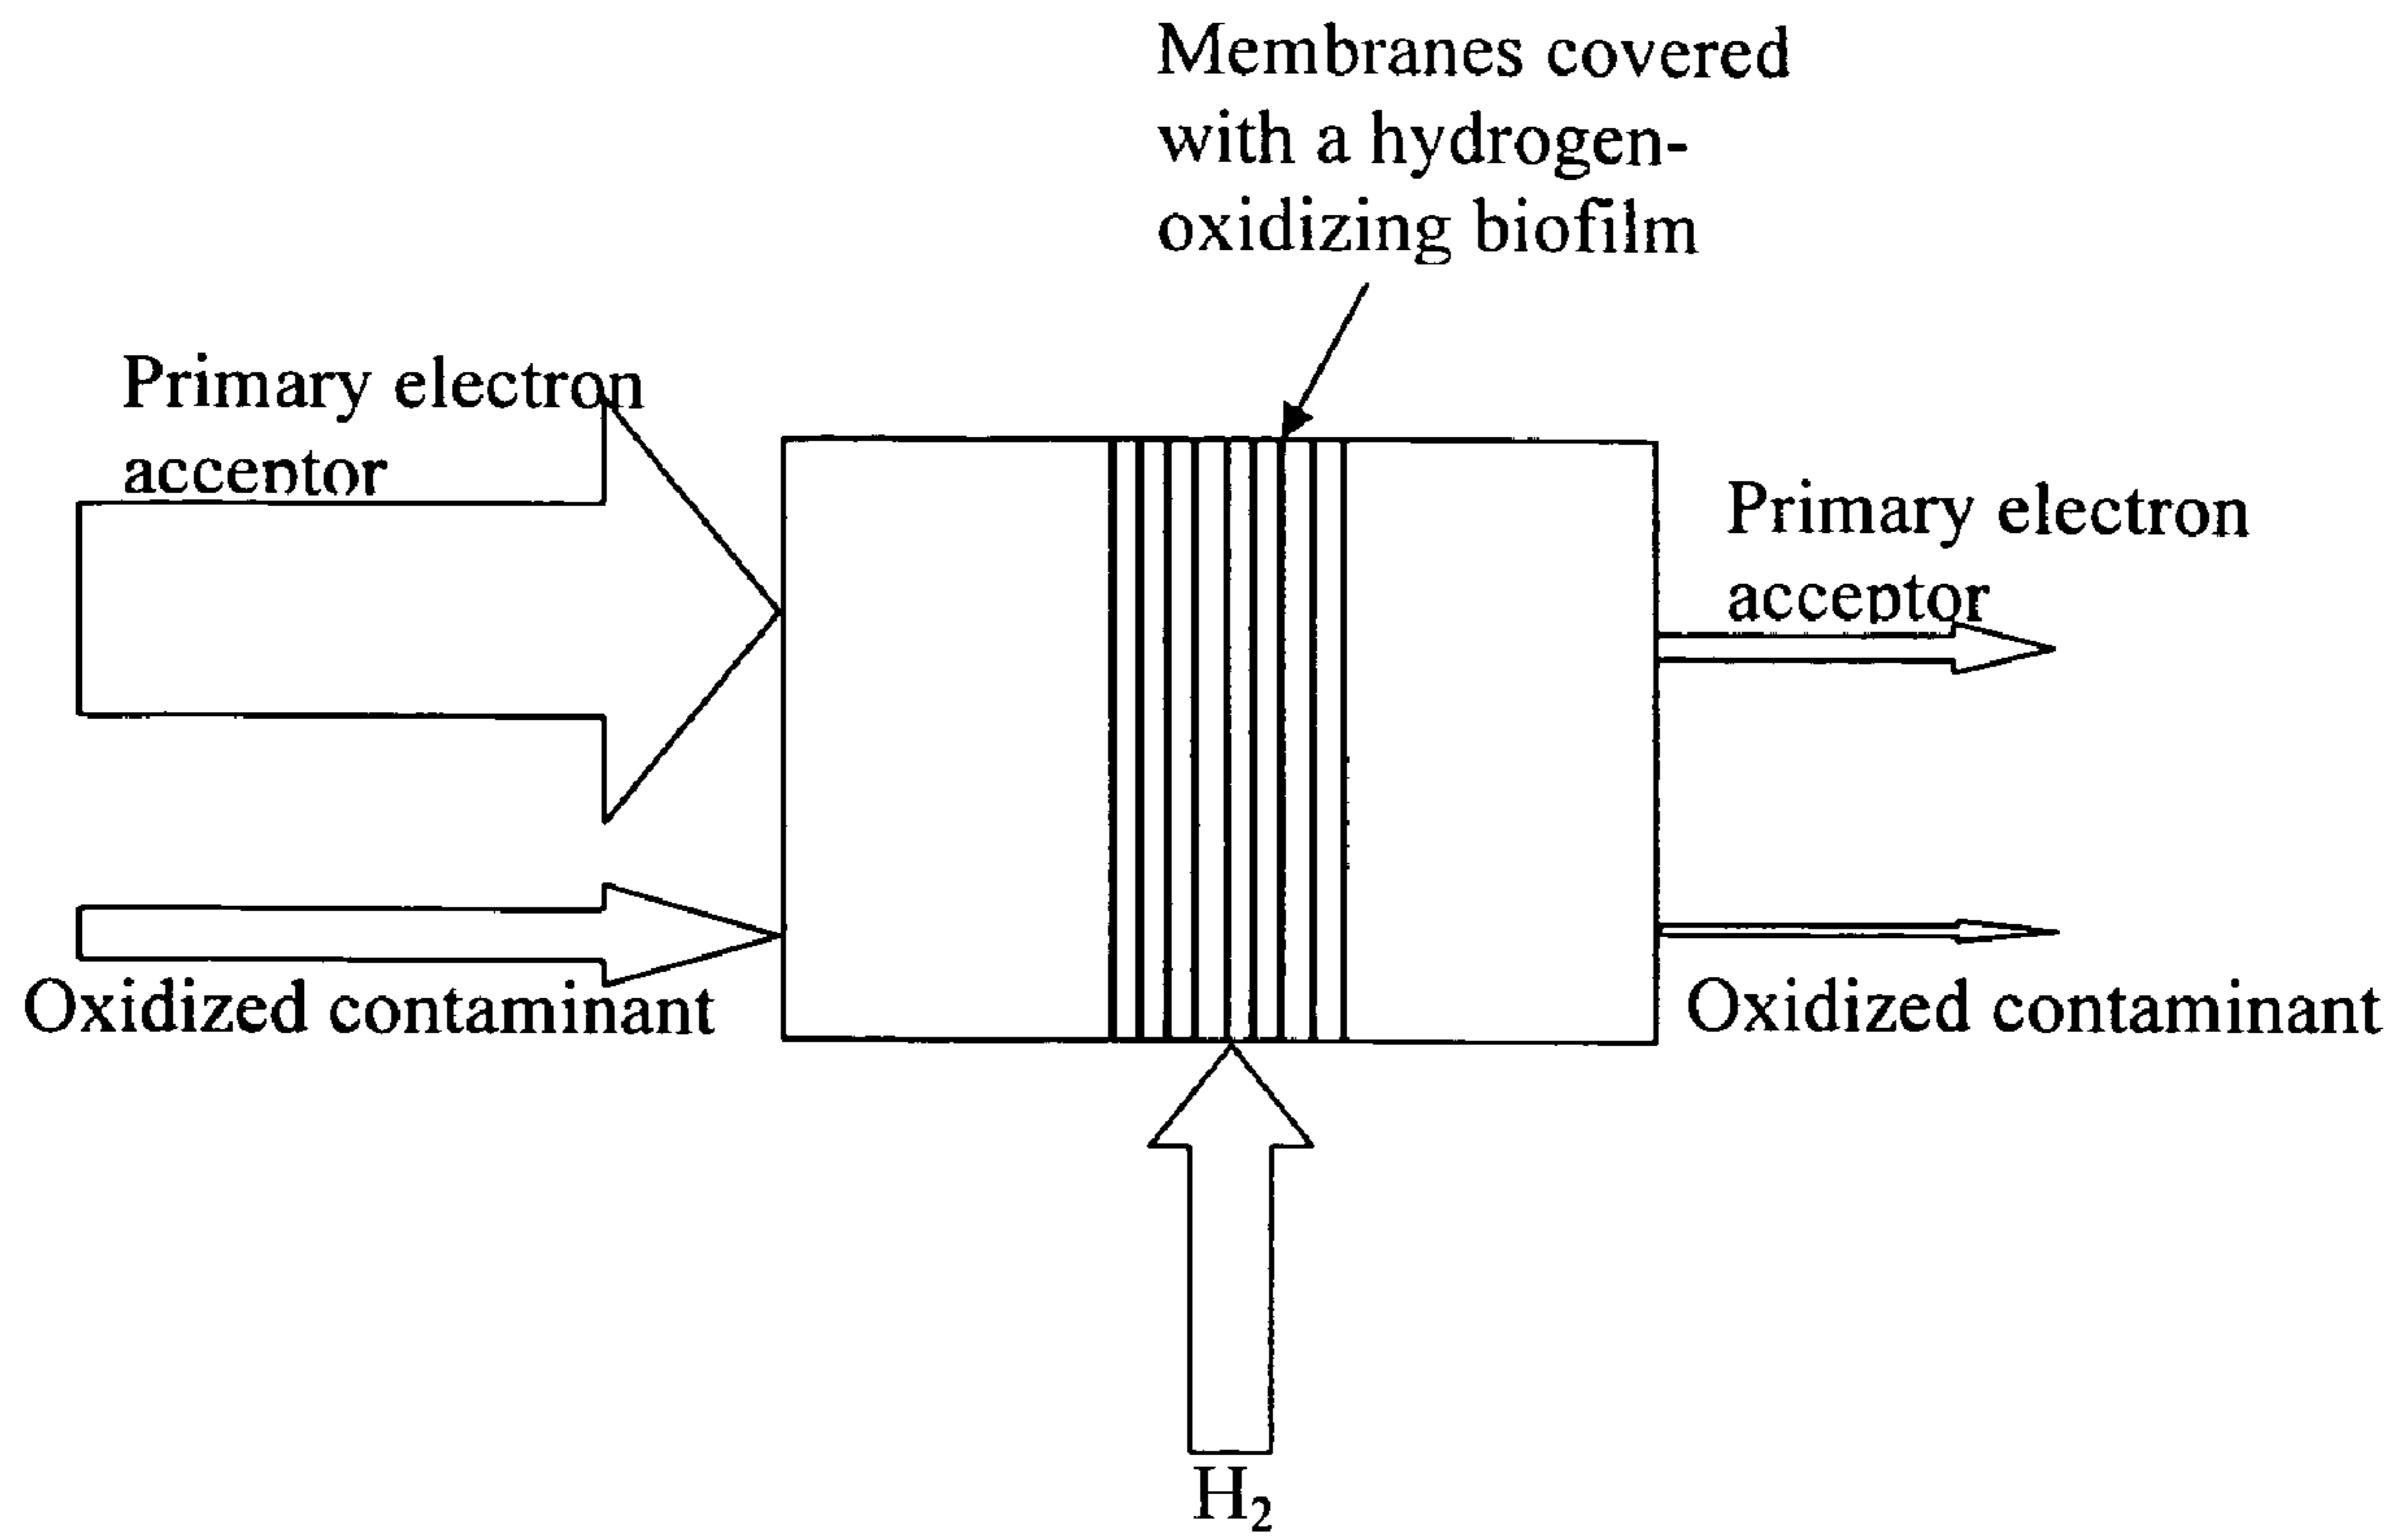 Membranes covered
with a hydrogen-
oxidizing biofilm
Primary electron
acceptor
Primary electron
acceptor
Oxidized contaminant
Oxidized contaminant
H₂